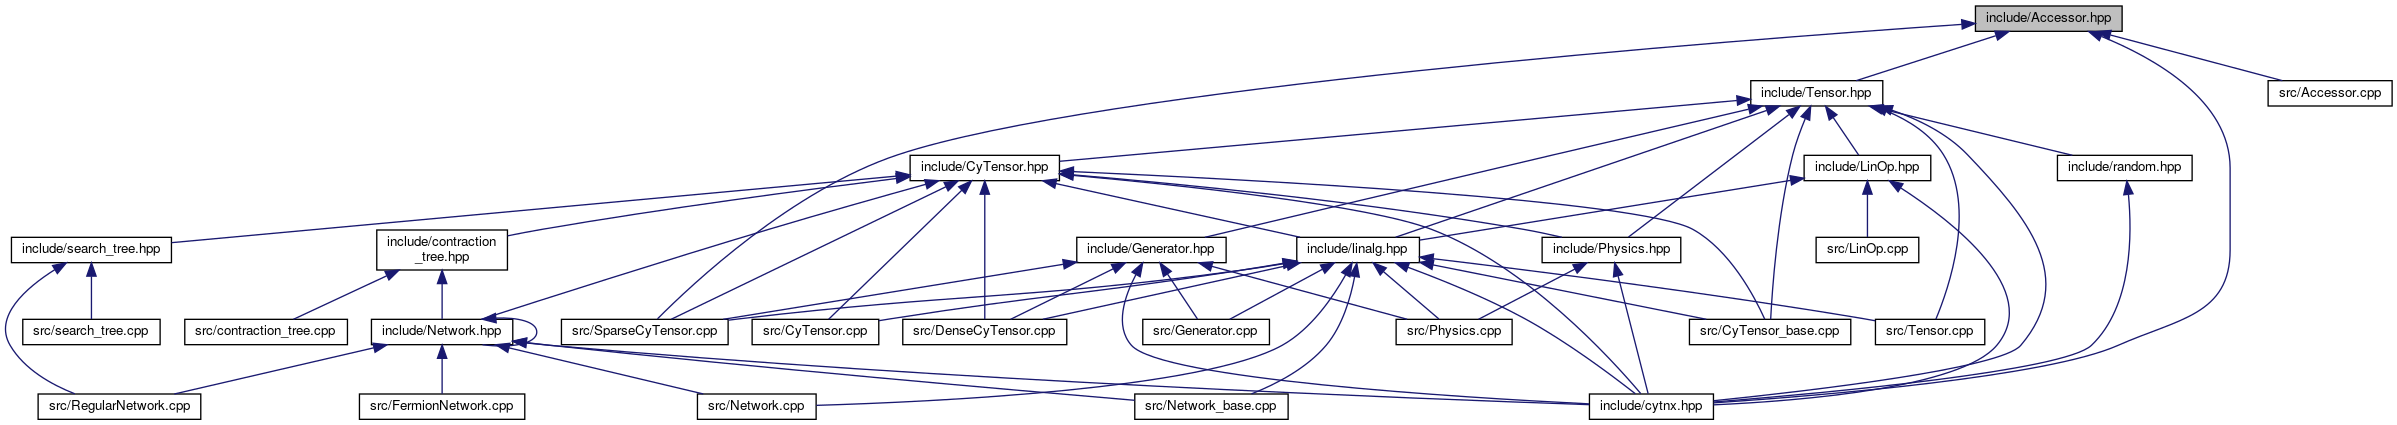 include/Accessor.hpp
include/Tensor.hpp
src/Accessor.cpp
include/CyTensor.hpp
include/LinOp.hpp
include/random.hpp
include/search_tree.hpp
include/contraction
_tree.hpp
include/Generator.hpp
include/linalg.hpp
include/Physics.hpp
src/LinOp.cpp
src/search_tree.cpp
src/contraction_tree.cpp
include/Network.hpp
src/SparseCyTensor.cpp
src/CyTensor.cpp
src/DenseCyTensor.cpp
src/Generator.cpp
src/Physics.cpp
src/CyTensor_base.cpp
src/Tensor.cpp
src/RegularNetwork.cpp
src/FermionNetwork.cpp
src/Network.cpp
src/Network_base.cpp
include/cytnx.hpp